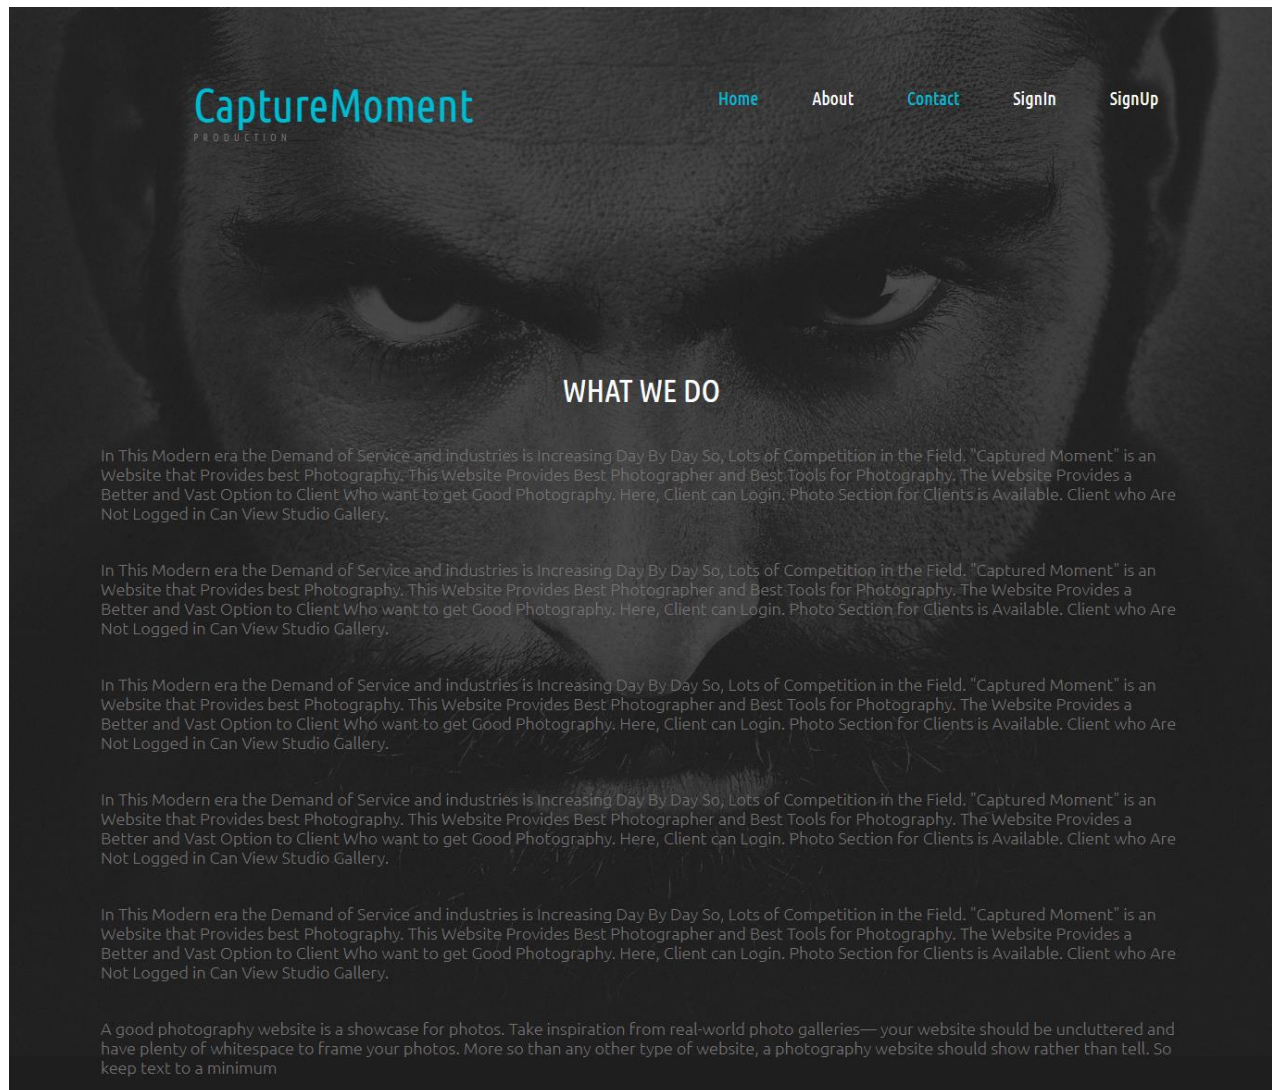 CaptureMoment
PRODUCTION
Home About Contact SignIn SignUp
WHAT WE DO
In This Modern era the Demand of Service and industries is Increasing Day By Day So, Lots of Competition in the Field. "Captured Moment" is an
Website that Provides best Photography. This Website Provides Best Photographer and Best Tools for Photography. The Website Provides a
Better and Vast Option to Client Who want to get Good Photography. Here, Client can Login. Photo Section for Clients is Available. Client who Are
Not Logged in Can View Studio Gallery.
In This Modern era the Demand of Service and industries is Increasing Day By Day So, Lots of Competition in the Field. "Captured Moment" is an
Website that Provides best Photography. This Website Provides Best Photographer and Best Tools for Photography. The Website Provides a
Better and Vast Option to Client Who want to get Good Photography. Here, Client can Login. Photo Section for Clients is Available. Client who Are
Not Logged in Can View Studio Gallery.
In This Modern era the Demand of Service and industries is Increasing Day By Day So, Lots of Competition in the Field. "Captured Moment" is an
Website that Provides best Photography. This Website Provides Best Photographer and Best Tools for Photography. The Website Provides a
Better and Vast Option to Client Who want to get Good Photography. Here, Client can Login. Photo Section for Clients is Available. Client who Are
Not Logged in Can View Studio Gallery.
In This Modern era the Demand of Service and industries is Increasing Day By Day So, Lots of Competition in the Field. "Captured Moment" is an
Website that Provides best Photography. This Website Provides Best Photographer and Best Tools for Photography. The Website Provides a
Better and Vast Option to Client Who want to get Good Photography. Here, Client can Login. Photo Section for Clients is Available. Client who Are
Not Logged in Can View Studio Gallery.
In This Modern era the Demand of Service and industries is Increasing Day By Day So, Lots of Competition in the Field. "Captured Moment" is an
Website that Provides best Photography. This Website Provides Best Photographer and Best Tools for Photography. The Website Provides a
Better and Vast Option to Client Who want to get Good Photography. Here, Client can Login. Photo Section for Clients is Available. Client who Are
Not Logged in Can View Studio Gallery.
A good photography website is a showcase for photos. Take inspiration from real-world photo galleries— your website should be uncluttered and
have plenty of whitespace to frame your photos. More so than any other type of website, a photography website should show rather than tell. So
keep text to a minimum